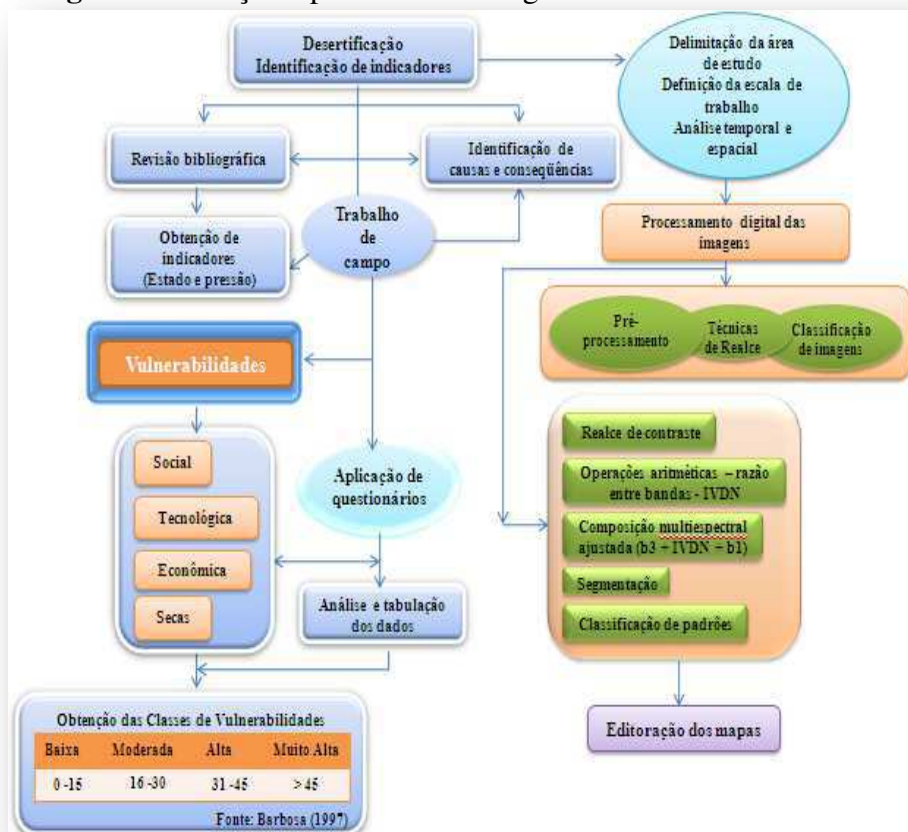 Desertificação
Identificação de indicadores
Delimitação da área
de estudo
Definição da escala de
trabalho
Análise temporal e
espacial
Revisão bibliográfica
Identificação de
causas e conseqüências
Trabalho
de
campo
Obtenção de
indicadores
(Estado e pressão)
Processamento digital das
imagens
Pré-
processamento
Técnicas
de Realce
Classificação
de imagens
Vulnerabilidades
Social
Tecnológica
Econômica
Secas
Aplicação de
questionários
Análise e tabulação
dos dados
Realce de contraste
Operações aritméticas – razão
entre bandas - IVDN
Composição multiespectral
ajustada (b3 + IVDN + b1)
Segmentação
Classificação de padrões
Editoração dos mapas
Obtenção das Classes de Vulnerabilidades
Baixa Moderada Alta Muito Alta
0 -15 16 -30 31 -45 > 45
Fonte: Barbosa (1997)